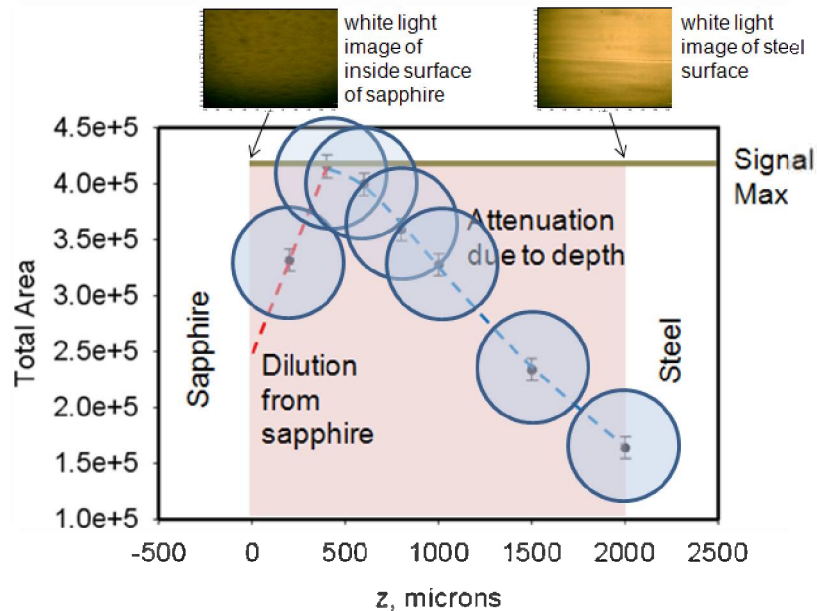 white light
image of
inside surface
of sapphire
white light
image of steel
surface
4.5e+5
4.0e+5
3.5e+5
3.0e+5
2.5e+5
2.0e+5
1.5e+5
1.0e+5
Total Area
Sapphire
Dilution
from
sapphire
Attenuation
due to depth
Steel
Signal
Max
-500
0
500
1000
1500
2000
2500
z, microns